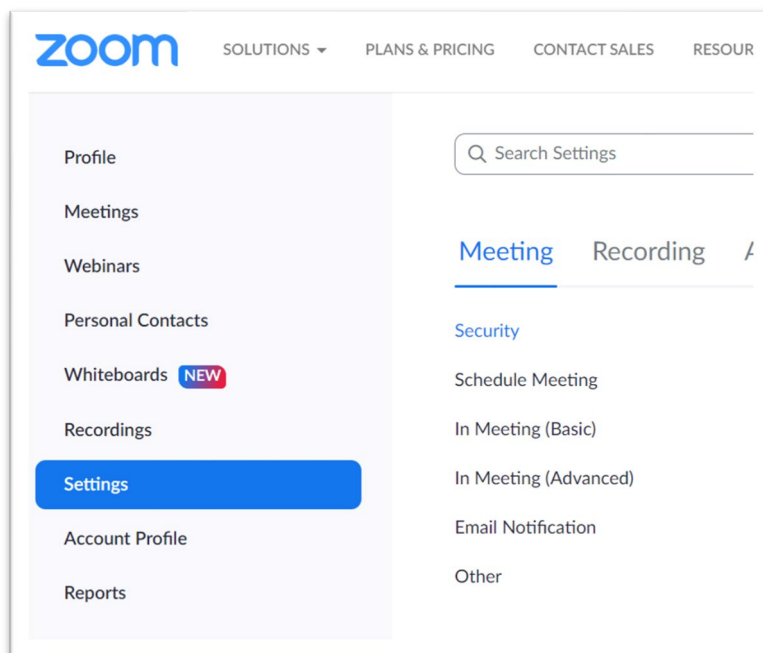 zoom SOLUTIONS PLANS & PRICING CONTACT SALES RESOUR
Profile
Meetings
Webinars
Personal Contacts
Whiteboards NEW
Recordings
Settings
Account Profile
Reports
Search Settings
Meeting Recording A
Security
Schedule Meeting
In Meeting (Basic)
In Meeting (Advanced)
Email Notification
Other